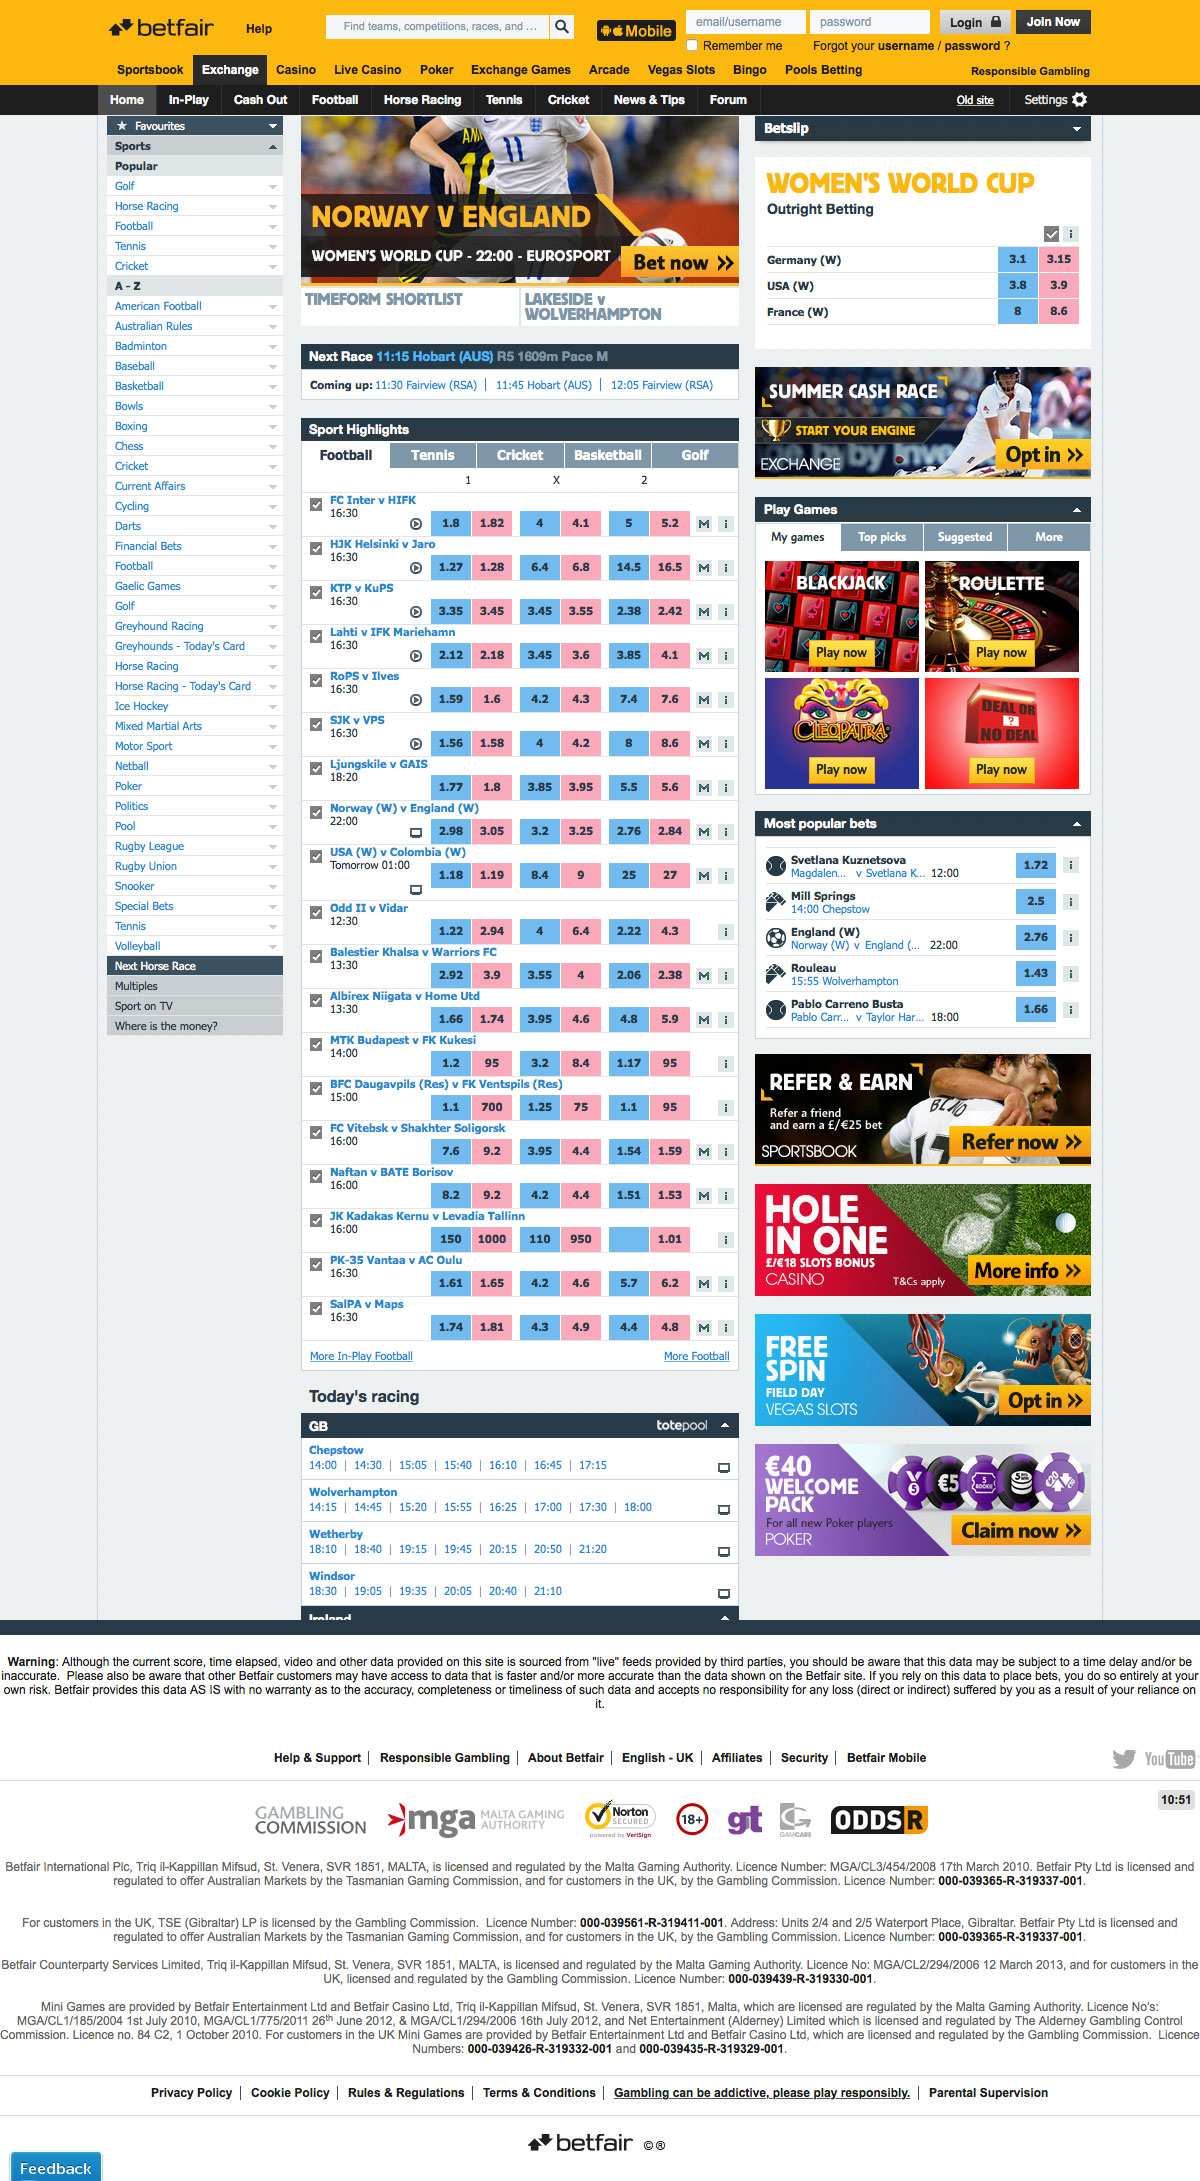 betfair
Help
Find teams, competitions, races, and ...
Mobile
email/username
password
Login
Join Now
Remember me
Forgot your username / password ?
Sportsbook
Exchange
Casino
Live Casino
Poker
Exchange Games
Arcade
Vegas Slots
Bingo
Pools Betting
Responsible Gambling
Home
In-Play
Cash Out
Football
Horse Racing
Tennis
Cricket
News & Tips
Forum
Old site
Settings
Favourites
Sports
Popular
Golf
Horse Racing
Football
Tennis
Cricket
A - Z
American Football
Australian Rules
Badminton
Baseball
Basketball
Bowls
Boxing
Chess
Cricket
Current Affairs
Cycling
Darts
Financial Bets
Football
Gaelic Games
Golf
Greyhound Racing
Greyhounds - Today's Card
Horse Racing
Horse Racing - Today's Card
Ice Hockey
Mixed Martial Arts
Motor Sport
Netball
Poker
Politics
Pool
Rugby League
Rugby Union
Snooker
Special Bets
Tennis
Volleyball
Next Horse Race
Multiples
Sport on TV
Where is the money?
11
NORWAY V ENGLAND
WOMEN'S WORLD CUP - 22:00 - EUROSPORT
Bet now »
TIMEFORM SHORTLIST
LAKESIDE v
WOLVERHAMPTON
Next Race 11:15 Hobart (AUS) R5 1609m Pace M
Coming up: 11:30 Fairview (RSA) | 11:45 Hobart (AUS) | 12:05 Fairview (RSA)
Sport Highlights
Football Tennis Cricket Basketball Golf
1 X 2
FC Inter v HIFK
16:30
1.8 1.82 4 4.1 5 5.2 M i
HJK Helsinki v Jaro
16:30
1.27 1.28 6.4 6.8 14.5 16.5 M i
KTP v KuPS
16:30
3.35 3.45 3.45 3.55 2.38 2.42 M i
Lahti v IFK Mariehamn
16:30
2.12 2.18 3.45 3.6 3.85 4.1 M i
RoPS v Ilves
16:30
1.59 1.6 4.2 4.3 7.4 7.6 M i
SJK v VPS
16:30
1.56 1.58 4 4.2 8 8.6 M i
Ljungskile v GAIS
18:20
1.77 1.8 3.85 3.95 5.5 5.6 M i
Norway (W) v England (W)
22:00
2.98 3.05 3.2 3.25 2.76 2.84 M i
USA (W) v Colombia (W)
Tomorrow 01:00
1.18 1.19 8.4 9 25 27 M i
Odd II v Vidar
12:30
1.22 2.94 4 6.4 2.22 4.3 i
Balestier Khalsa v Warriors FC
13:30
2.92 3.9 3.55 4 2.06 2.38 M i
Albirex Niigata v Home Utd
13:30
1.66 1.74 3.95 4.6 4.8 5.9 M i
MTK Budapest v FK Kukesi
14:00
1.2 95 3.2 8.4 1.17 95 i
BFC Daugavpils (Res) v FK Ventspils (Res)
15:00
1.1 700 1.25 75 1.1 95 i
FC Vitebsk v Shakhter Soligorsk
16:00
7.6 9.2 3.95 4.4 1.54 1.59 M i
Naftan v BATE Borisov
16:00
8.2 9.2 4.2 4.4 1.51 1.53 M i
JK Kadakas Kernu v Levadia Tallinn
16:00
150 1000 110 950 1.01 i
PK-35 Vantaa v AC Oulu
16:30
1.61 1.65 4.2 4.6 5.7 6.2 M i
SalPA v Maps
16:30
1.74 1.81 4.3 4.9 4.4 4.8 M i
More In-Play Football
More Football
Today's racing
GB
totepool
Chepstow
14:00 | 14:30 | 15:05 | 15:40 | 16:10 | 16:45 | 17:15
Wolverhampton
14:15 | 14:45 | 15:20 | 15:55 | 16:25 | 17:00 | 17:30 | 18:00
Wetherby
18:10 | 18:40 | 19:15 | 19:45 | 20:15 | 20:50 | 21:20
Windsor
18:30 | 19:05 | 19:35 | 20:05 | 20:40 | 21:10
Ireland
Betslip
WOMEN'S WORLD CUP
Outright Betting
i
Germany (W) 3.1 3.15
USA (W) 3.8 3.9
France (W) 8 8.6
SUMMER CASH RACE
START YOUR ENGINE
EXCHANGE
Opt in »
Play Games
My games Top picks Suggested More
BLACKJACK
Play now
ROULETTE
Play now
CLEOPATRA
Play now
DEAL OR
?
NO DEAL
Play now
Most popular bets
Svetlana Kuznetsova
Magdalen... v Svetlana K... 12:00
1.72 i
Mill Springs
14:00 Chepstow
2.5 i
England (W)
Norway (W) v England (... 22:00
2.76 i
Rouleau
15:55 Wolverhampton
1.43 i
Pablo Carreno Busta
Pablo Carr... v Taylor Har... 18:00
1.66 i
REFER & EARN
Refer a friend
and earn a £/€25 bet
SPORTSBOOK
Refer now »
HOLE
IN ONE
£/€18 SLOTS BONUS
CASINO
T&Cs apply
More info »
FREE
SPIN
FIELD DAY
VEGAS SLOTS
Opt in »
€40
WELCOME
PACK
For all new Poker players
POKER
€5
Claim now »
Warning: Although the current score, time elapsed, video and other data provided on this site is sourced from "live" feeds provided by third parties, you should be aware that this data may be subject to a time delay and/or be
inaccurate. Please also be aware that other Betfair customers may have access to data that is faster and/or more accurate than the data shown on the Betfair site. If you rely on this data to place bets, you do so entirely at your
own risk. Betfair provides this data AS IS with no warranty as to the accuracy, completeness or timeliness of such data and accepts no responsibility for any loss (direct or indirect) suffered by you as a result of your reliance on
it.
Help & Support | Responsible Gambling | About Betfair | English - UK | Affiliates | Security | Betfair Mobile
YouTube
10:51
GAMBLING
COMMISSION
mga MALTA GAMING
AUTHORITY
Norton
SECURED
powered by VeriSign
18+
gt
GAMCARE
ODDSR
Betfair International Plc, Triq il-Kappillan Mifsud, St. Venera, SVR 1851, MALTA, is licensed and regulated by the Malta Gaming Authority. Licence Number: MGA/CL3/454/2008 17th March 2010. Betfair Pty Ltd is licensed and
regulated to offer Australian Markets by the Tasmanian Gaming Commission, and for customers in the UK, by the Gambling Commission. Licence Number: 000-039365-R-319337-001.
For customers in the UK, TSE (Gibraltar) LP is licensed by the Gambling Commission. Licence Number: 000-039561-R-319411-001. Address: Units 2/4 and 2/5 Waterport Place, Gibraltar. Betfair Pty Ltd is licensed and
regulated to offer Australian Markets by the Tasmanian Gaming Commission, and for customers in the UK, by the Gambling Commission. Licence Number: 000-039365-R-319337-001.
Betfair Counterparty Services Limited, Triq il-Kappillan Mifsud, St. Venera, SVR 1851, MALTA, is licensed and regulated by the Malta Gaming Authority. Licence No: MGA/CL2/294/2006 12 March 2013, and for customers in the
UK, licensed and regulated by the Gambling Commission. Licence Number: 000-039439-R-319330-001.
Mini Games are provided by Betfair Entertainment Ltd and Betfair Casino Ltd, Triq il-Kappillan Mifsud, St. Venera, SVR 1851, Malta, which are licensed are regulated by the Malta Gaming Authority. Licence No's:
MGA/CL1/185/2004 1st July 2010, MGA/CL1/775/2011 26th June 2012, & MGA/CL1/294/2006 16th July 2012, and Net Entertainment (Alderney) Limited which is licensed and regulated by The Alderney Gambling Control
Commission. Licence no. 84 C2, 1 October 2010. For customers in the UK Mini Games are provided by Betfair Entertainment Ltd and Betfair Casino Ltd, which are licensed and regulated by the Gambling Commission. Licence
Numbers: 000-039426-R-319332-001 and 000-039435-R-319329-001.
Privacy Policy | Cookie Policy | Rules & Regulations | Terms & Conditions | Gambling can be addictive, please play responsibly. | Parental Supervision
betfair © ®
Feedback